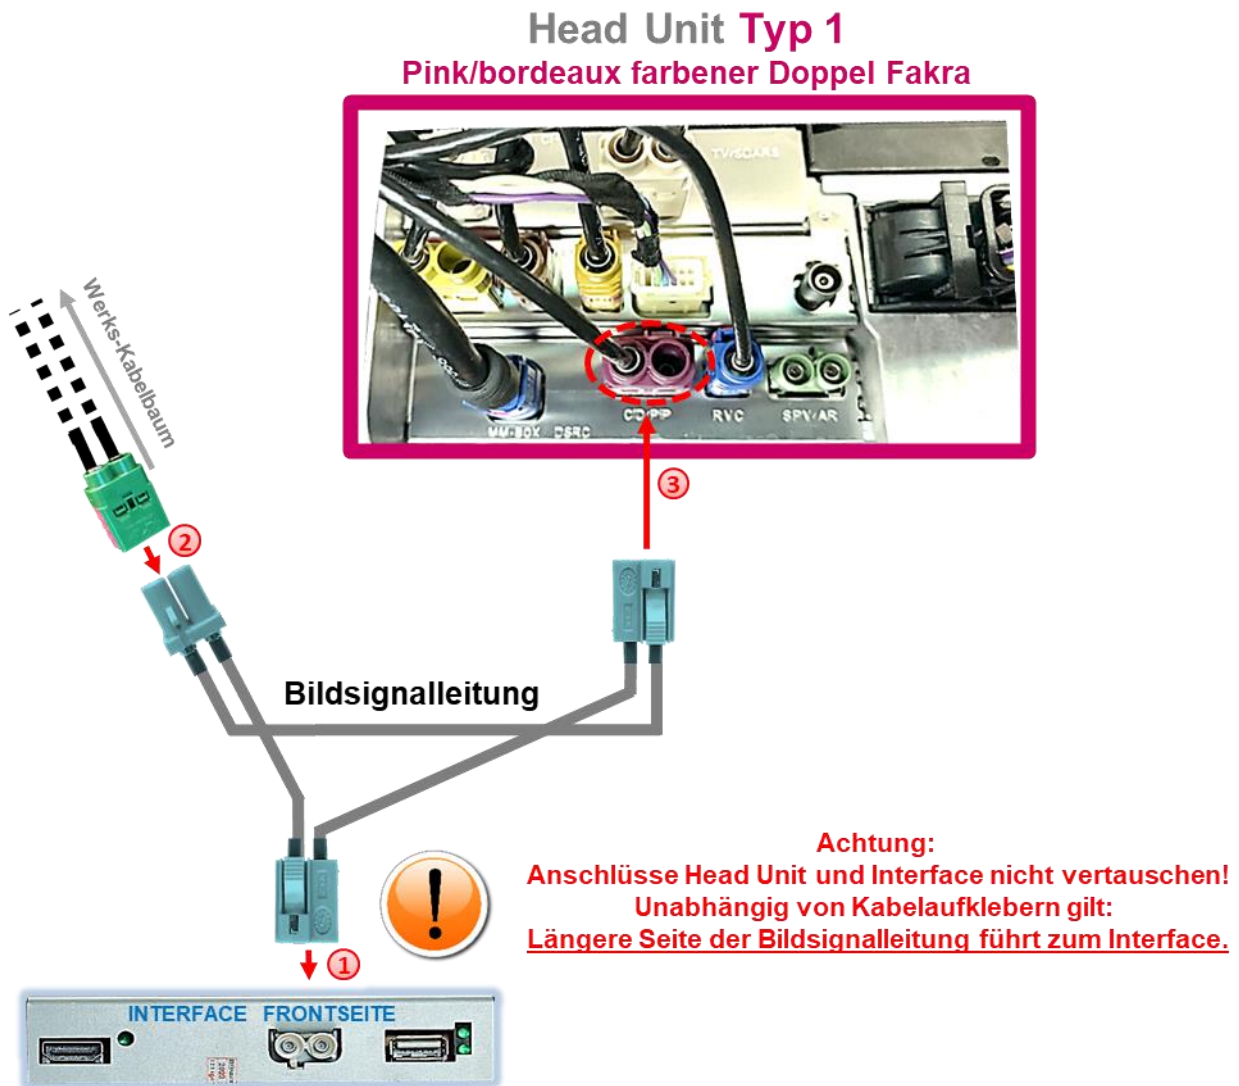 Head Unit Typ 1
Pink/bordeaux farbener Doppel Fakra
TV/SDARS
MM-BOX DSRC
CID/PIP
RVC
SPV/AR
Werks-Kabelbaum
3
2
Bildsignalleitung
Achtung:
Anschlüsse Head Unit und Interface nicht vertauschen!
Unabhängig von Kabelaufklebern gilt:
Längere Seite der Bildsignalleitung führt zum Interface.
!
1
INTERFACE FRONTSEITE